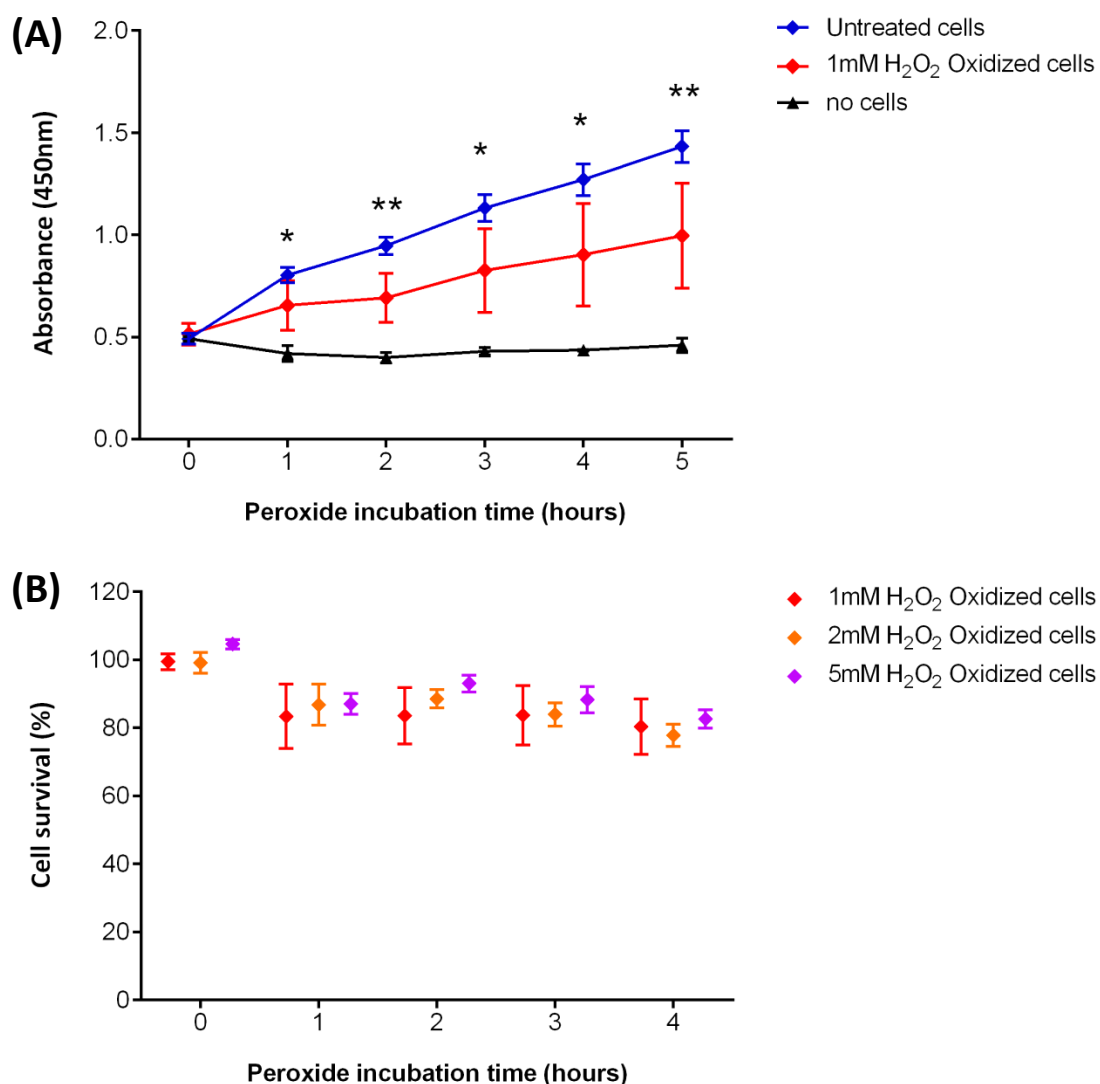 (A)
2.0
1.5
1.0
0.5
0.0
Absorbance (450nm)
* ** * * **
0 1 2 3 4 5
Peroxide incubation time (hours)
Untreated cells
1mM H₂O₂ Oxidized cells
no cells
(B)
120
100
80
60
40
20
0
Cell survival (%)
0 1 2 3 4
Peroxide incubation time (hours)
1mM H₂O₂ Oxidized cells
2mM H₂O₂ Oxidized cells
5mM H₂O₂ Oxidized cells